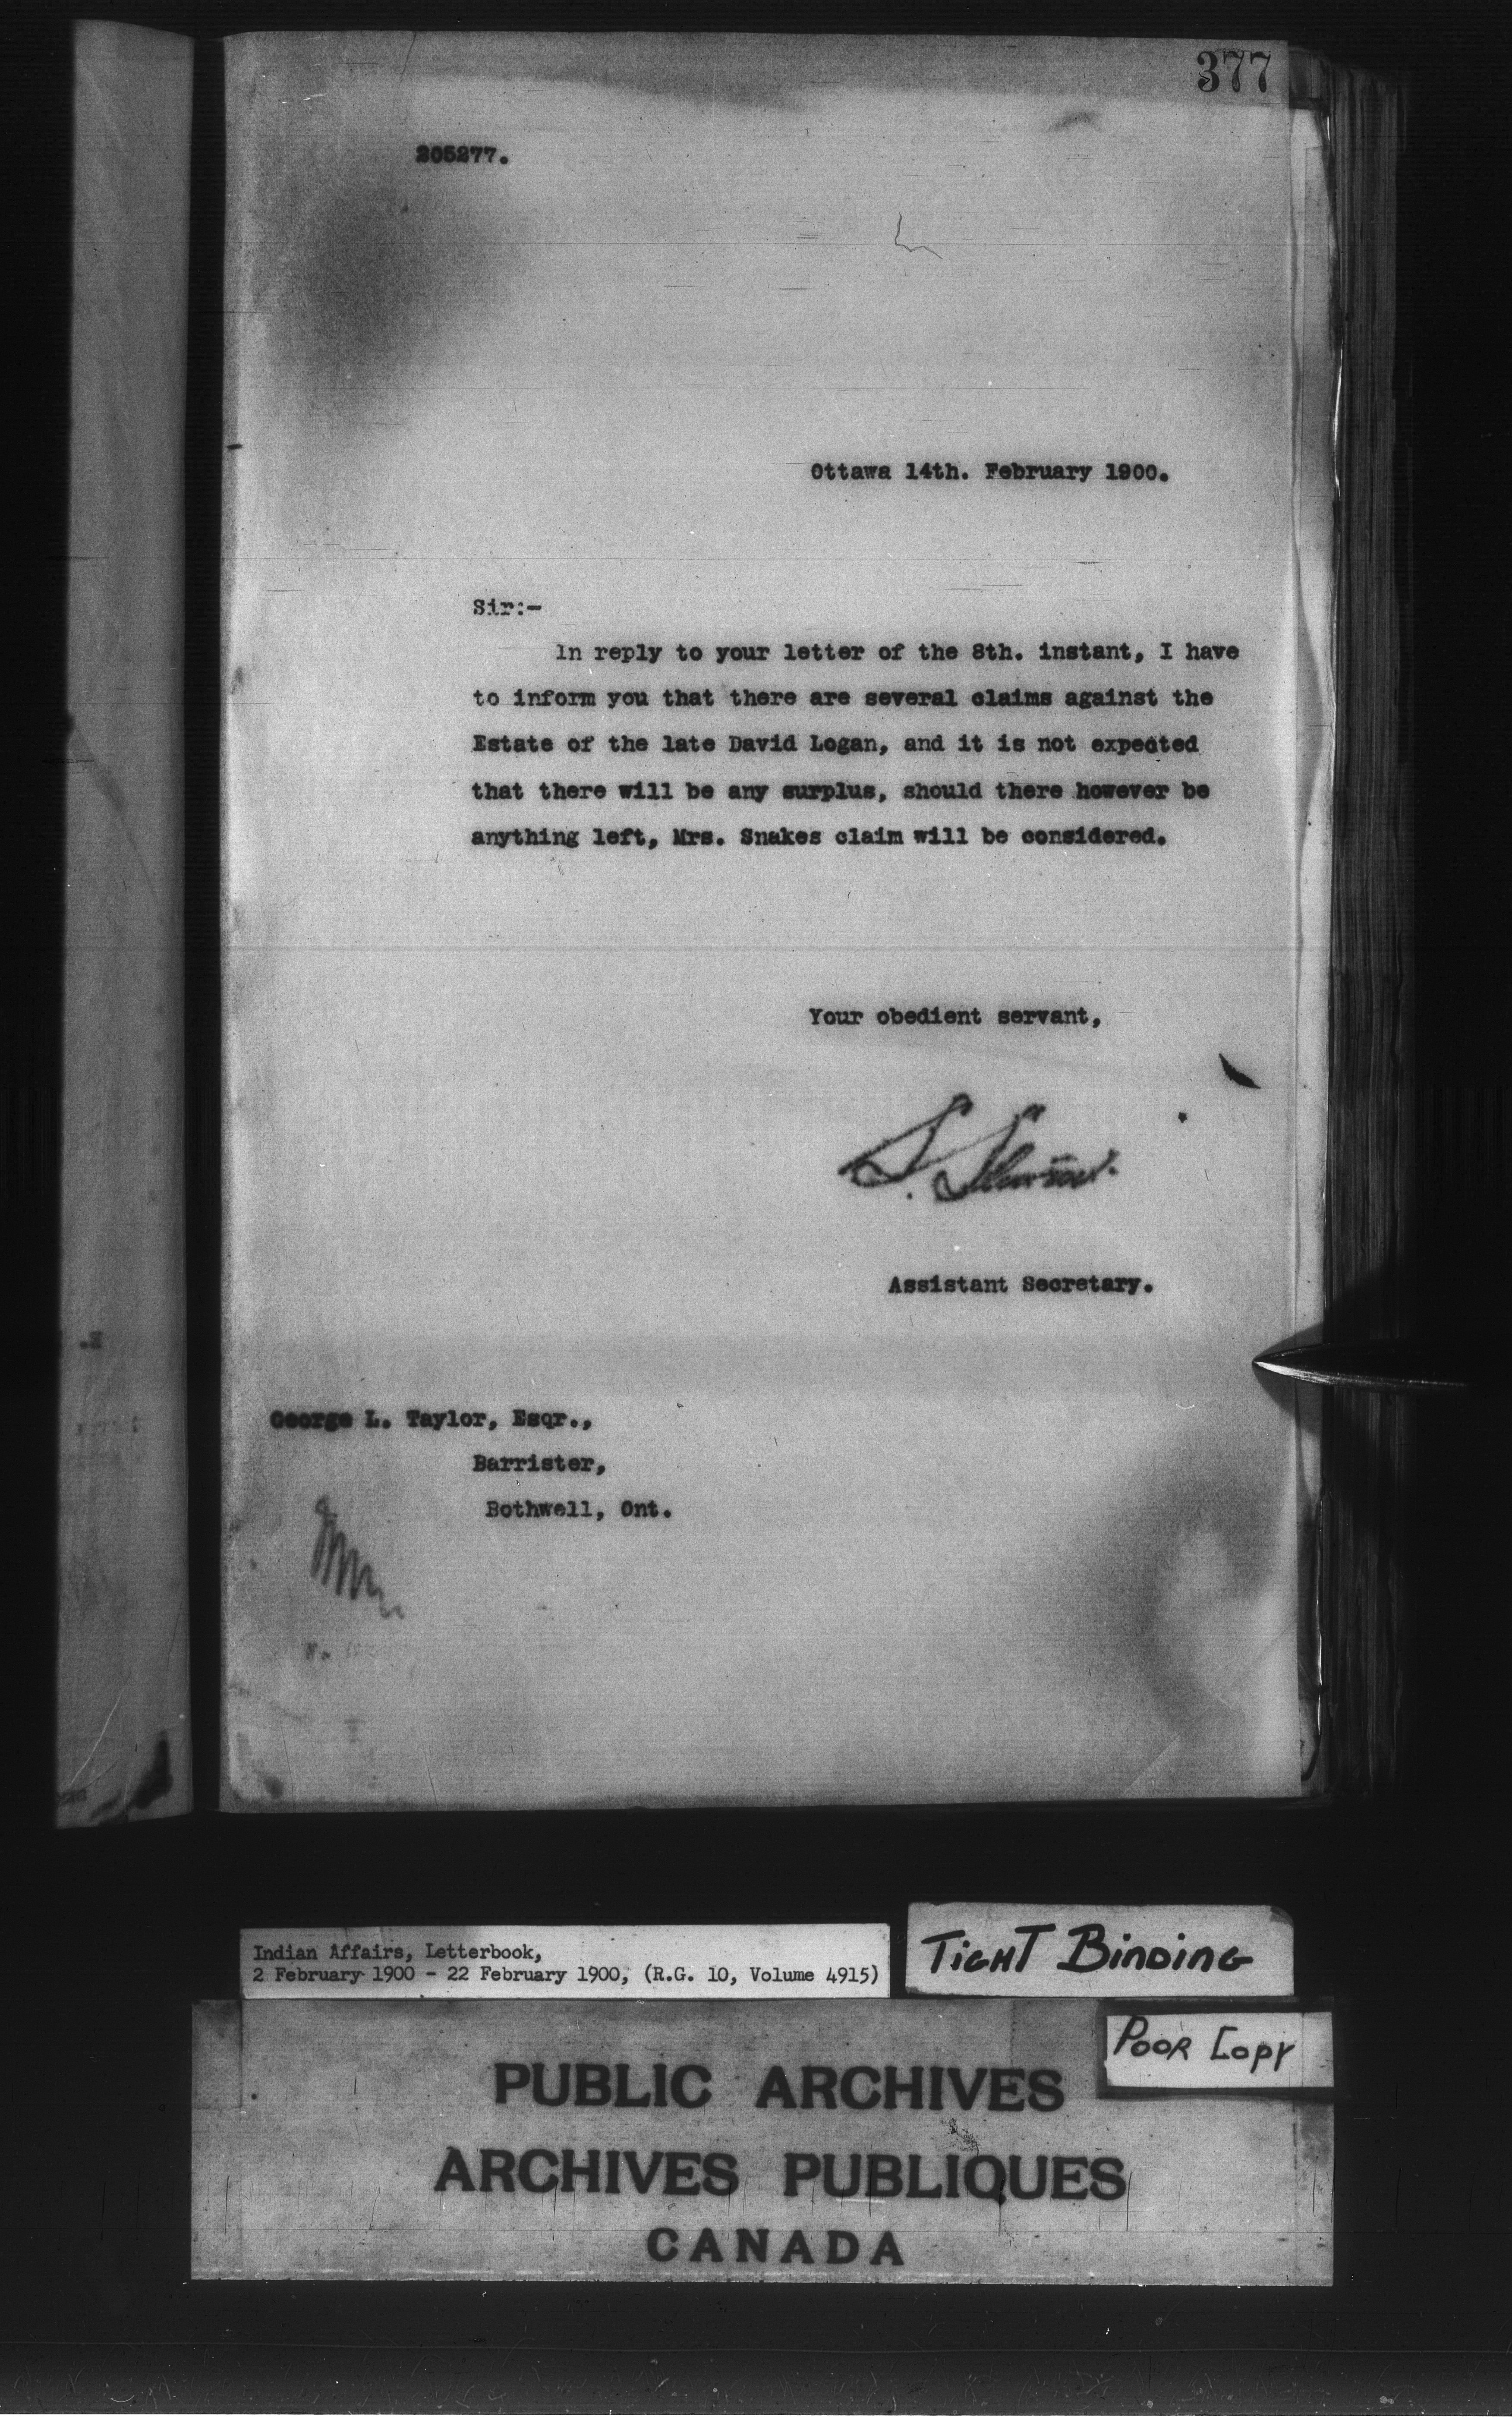 377
205277.
Ottawa 14th. February 1900.
Sir:-
In reply to your letter of the 8th. instant, I have
to inform you that there are several claims against the
Estate of the late David Logan, and it is not expected
that there will be any surplus, should there however be
anything left, Mrs. Snakes claim will be considered.
Your obedient servant,
S. Stewart.
Assistant Secretary.
George L. Taylor, Esqr.,
Barrister,
Bothwell, Ont.
Indian Affairs, Letterbook,
2 February 1900 - 22 February 1900, (R.G. 10, Volume 4915)
TIGHT BINDING
POOR COPY
PUBLIC ARCHIVES
ARCHIVES PUBLIQUES
CANADA